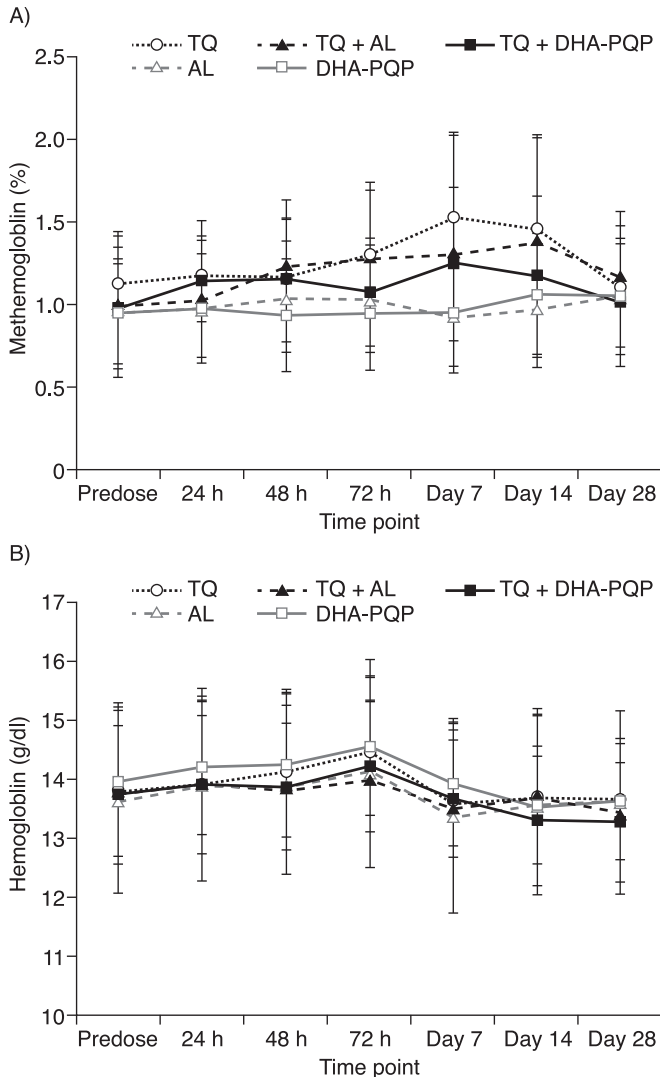 A)
TQ TQ + AL TQ + DHA-PQP
AL DHA-PQP
2.5
2.0
1.5
1.0
0.5
0
Methemoglobin (%)
Predose 24 h 48 h 72 h Day 7 Day 14 Day 28
Time point
B)
TQ TQ + AL TQ + DHA-PQP
AL DHA-PQP
17
16
15
14
13
12
11
10
Hemoglobin (g/dl)
Predose 24 h 48 h 72 h Day 7 Day 14 Day 28
Time point